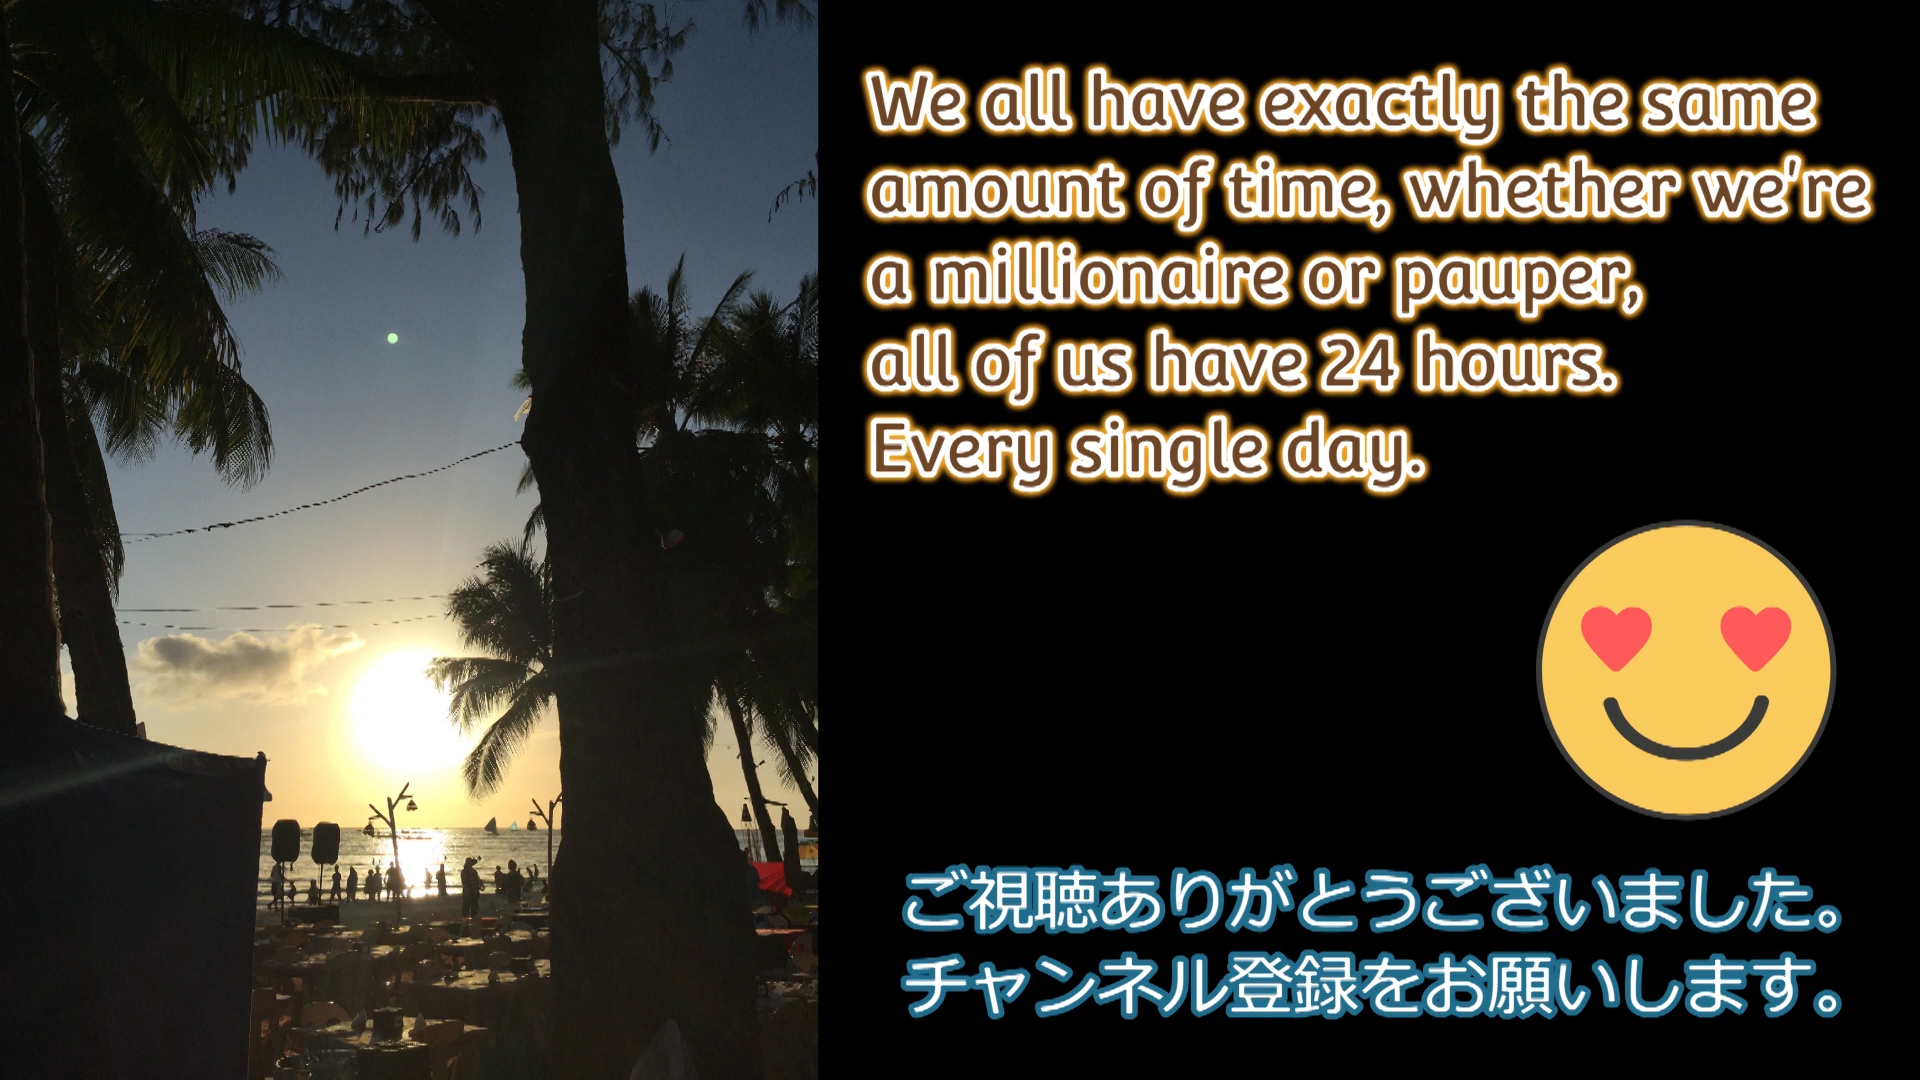 We all have exactly the same
amount of time, whether we're
a millionaire or pauper,
all of us have 24 hours.
Every single day.
ご視聴ありがとうございました。
チャンネル登録をお願いします。